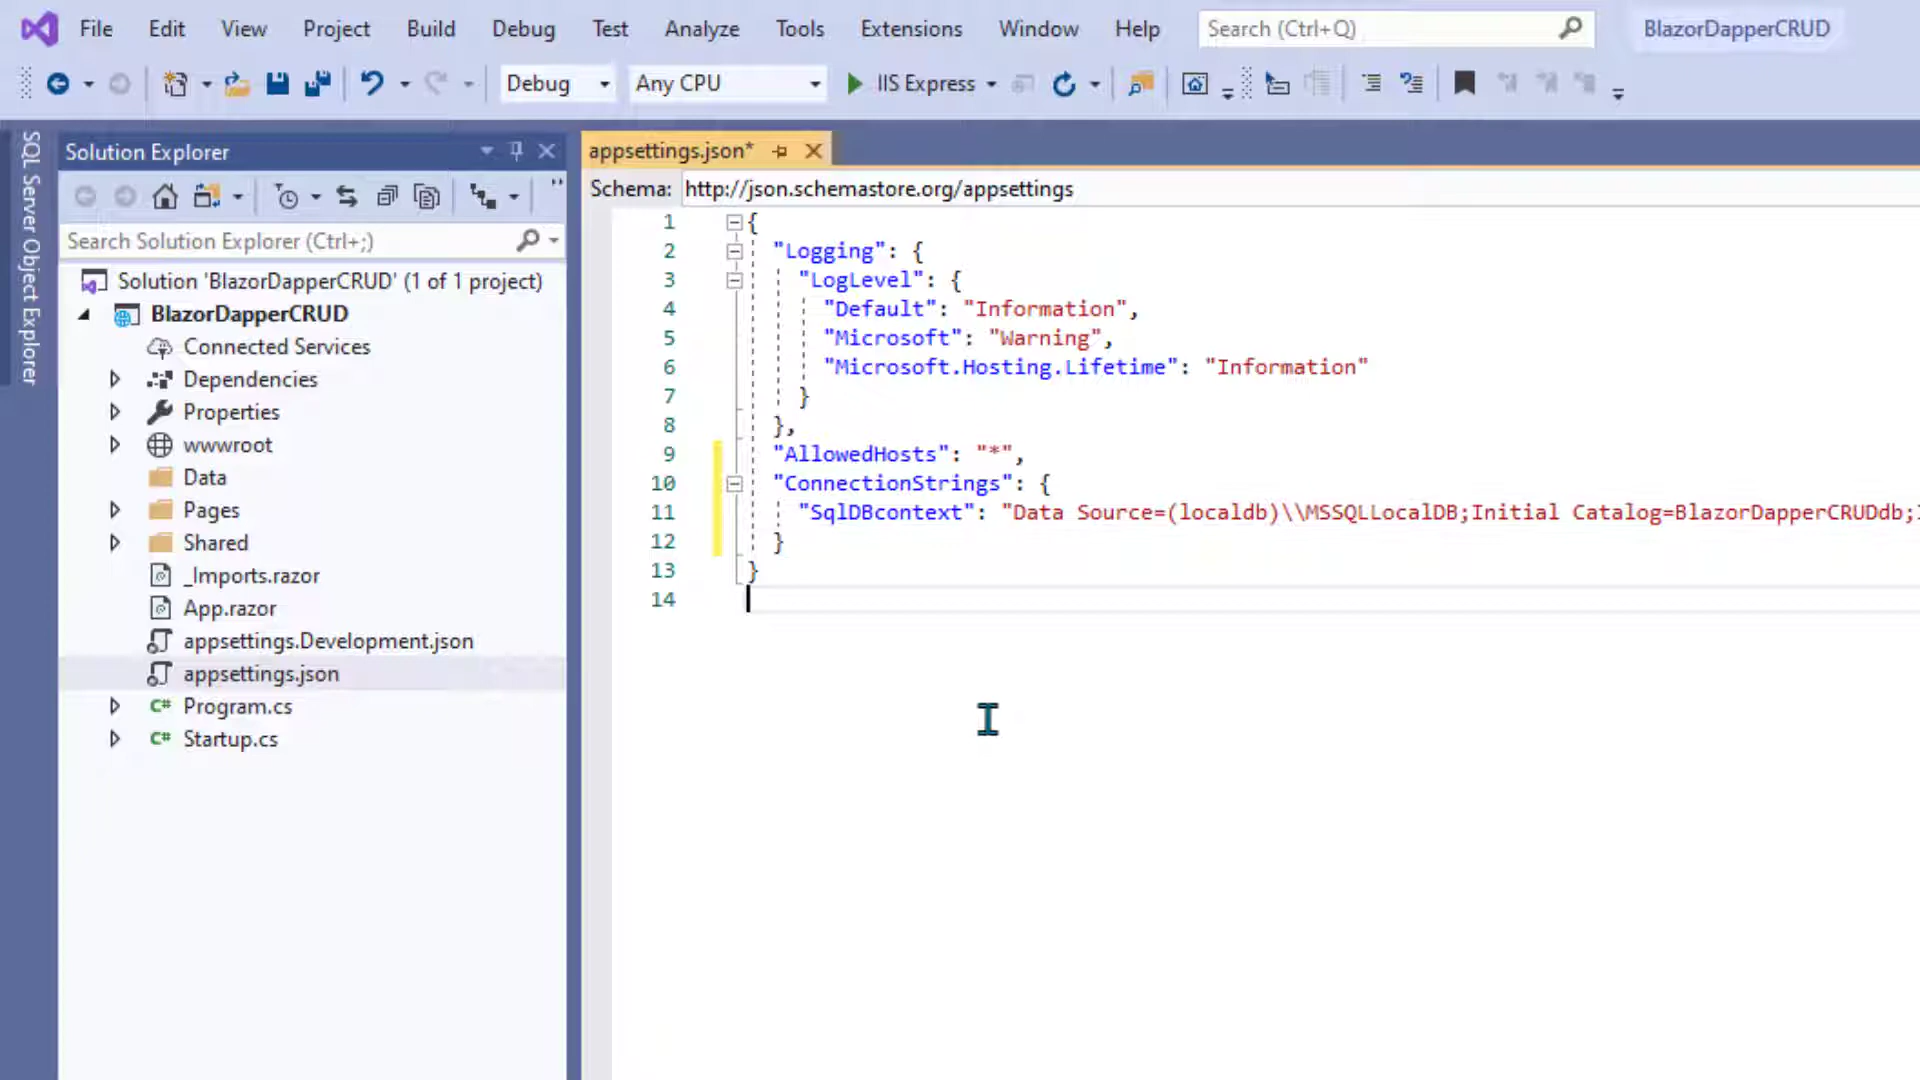 File Edit View Project Build Debug Test Analyze Tools Extensions Window Help Search (Ctrl+Q) BlazorDapperCRUD
Debug Any CPU IIS Express
SQL Server Object Explorer
Solution Explorer
Search Solution Explorer (Ctrl+;)
Solution 'BlazorDapperCRUD' (1 of 1 project)
BlazorDapperCRUD
Connected Services
Dependencies
Properties
wwwroot
Data
Pages
Shared
_Imports.razor
App.razor
appsettings.Development.json
appsettings.json
C# Program.cs
C# Startup.cs
appsettings.json*
Schema: http://json.schemastore.org/appsettings
1 {
2 "Logging": {
3 "LogLevel": {
4 "Default": "Information",
5 "Microsoft": "Warning",
6 "Microsoft.Hosting.Lifetime": "Information"
7 }
8 },
9 "AllowedHosts": "*",
10 "ConnectionStrings": {
11 "SqlDBcontext": "Data Source=(localdb)\\MSSQLLocalDB;Initial Catalog=BlazorDapperCRUDdb;
12 }
13 }
14